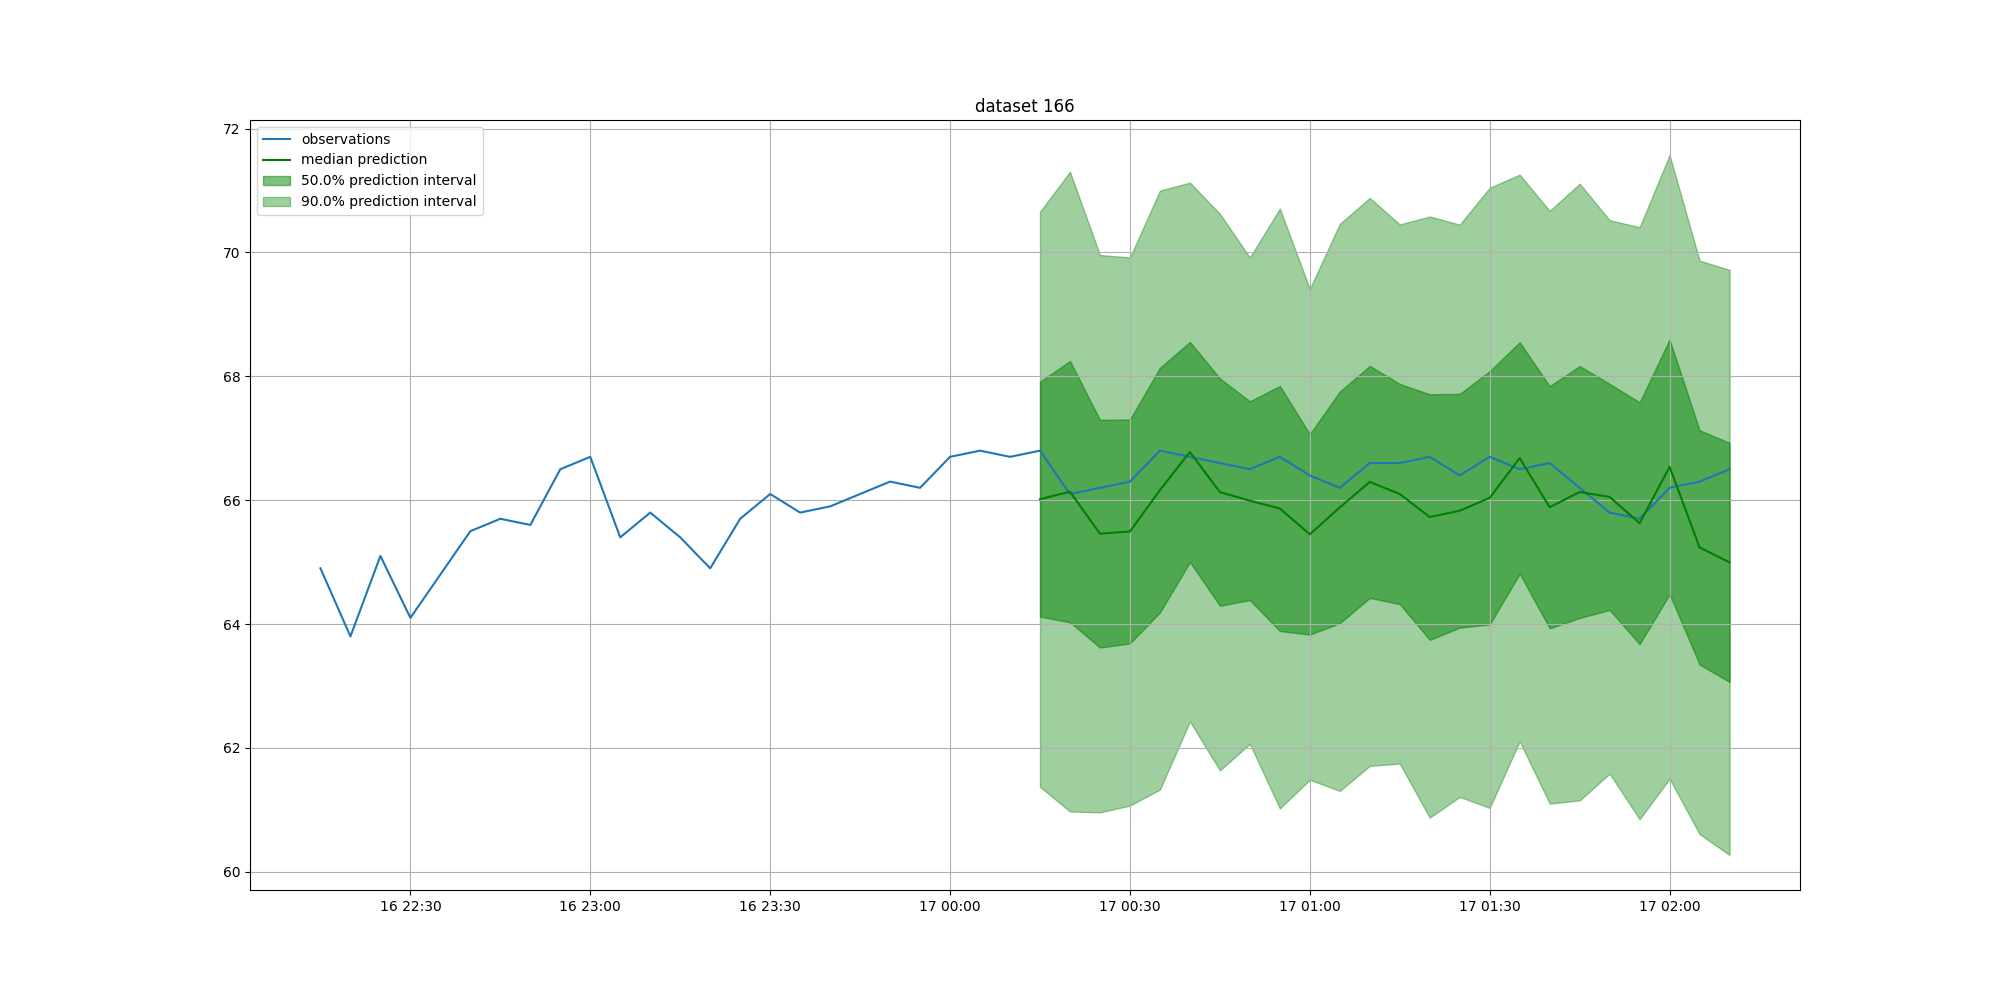 dataset 166
72
observations
median prediction
50.0% prediction interval
90.0% prediction interval
70
68
66
64
62
60
16 22:30 16 23:00 16 23:30 17 00:00 17 00:30 17 01:00 17 01:30 17 02:00